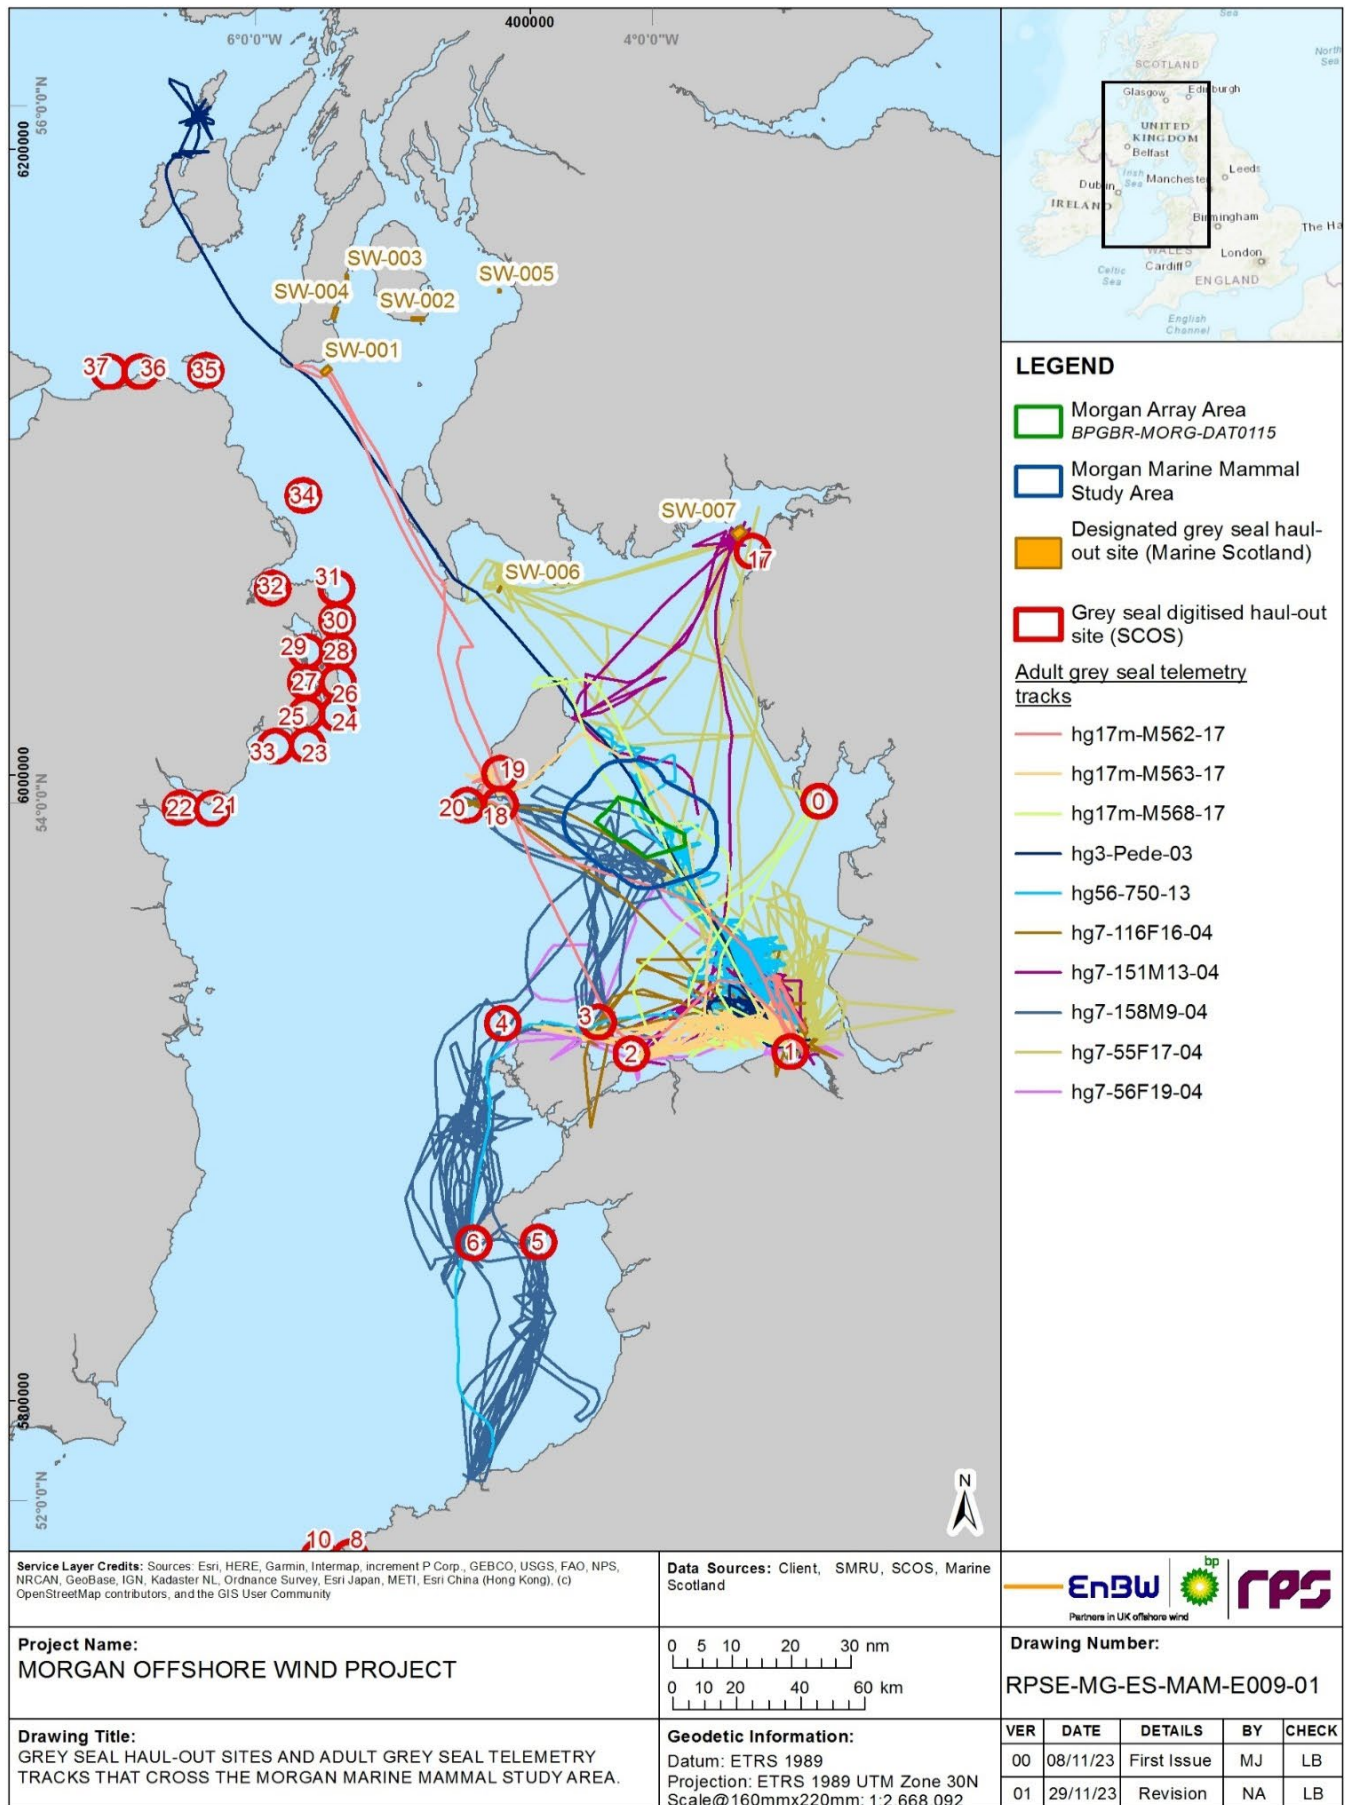 400000
6°0'0"W
4°0'0"W
56°0'0"N
6200000
SW-003
SW-005
SW-004
SW-002
SW-001
37
36
35
34
SW-007
17
SW-006
32
31
30
29
28
27
26
25
24
33
23
6000000
54°0'0"N
19
20
18
22
21
0
4
3
2
1
6
5
5800000
52°0'0"N
10
8
N
Sea
North
Sea
SCOTLAND
Glasgow
Edinburgh
UNITED
KINGDOM
Belfast
Irish
Sea
Manchester
Leeds
Dublin
IRELAND
Birmingham
The Ha
WALES
London
Cardiff
Celtic
Sea
ENGLAND
English
Channel
LEGEND
Morgan Array Area
BPGBR-MORG-DAT0115
Morgan Marine Mammal
Study Area
Designated grey seal haul-
out site (Marine Scotland)
Grey seal digitised haul-out
site (SCOS)
Adult grey seal telemetry
tracks
hg17m-M562-17
hg17m-M563-17
hg17m-M568-17
hg3-Pede-03
hg56-750-13
hg7-116F16-04
hg7-151M13-04
hg7-158M9-04
hg7-55F17-04
hg7-56F19-04
Service Layer Credits: Sources: Esri, HERE, Garmin, Intermap, increment P Corp., GEBCO, USGS, FAO, NPS,
NRCAN, GeoBase, IGN, Kadaster NL, Ordnance Survey, Esri Japan, METI, Esri China (Hong Kong), (c)
OpenStreetMap contributors, and the GIS User Community
Data Sources: Client, SMRU, SCOS, Marine
Scotland
EnBW
bp
rps
Partners in UK offshore wind
Project Name:
MORGAN OFFSHORE WIND PROJECT
0 5 10 20 30 nm
0 10 20 40 60 km
Drawing Number:
RPSE-MG-ES-MAM-E009-01
Drawing Title:
GREY SEAL HAUL-OUT SITES AND ADULT GREY SEAL TELEMETRY
TRACKS THAT CROSS THE MORGAN MARINE MAMMAL STUDY AREA.
Geodetic Information:
Datum: ETRS 1989
Projection: ETRS 1989 UTM Zone 30N
Scale@160mmx220mm: 1:2,668,092
VER DATE DETAILS BY CHECK
00 08/11/23 First Issue MJ LB
01 29/11/23 Revision NA LB